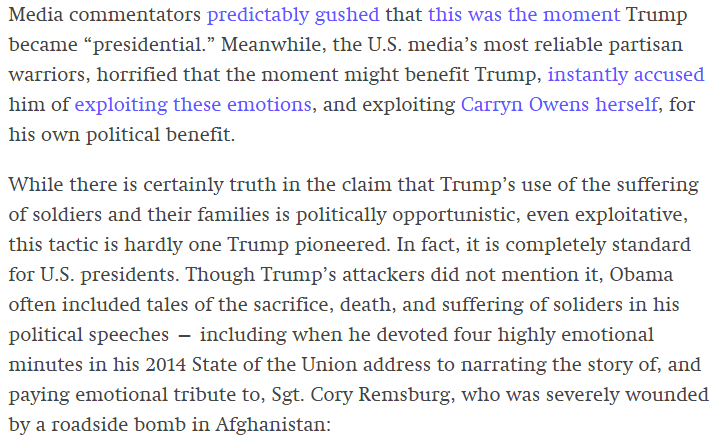 Media commentators predictably gushed that this was the moment Trump
became “presidential.” Meanwhile, the U.S. media’s most reliable partisan
warriors, horrified that the moment might benefit Trump, instantly accused
him of exploiting these emotions, and exploiting Carryn Owens herself, for
his own political benefit.
While there is certainly truth in the claim that Trump’s use of the suffering
of soldiers and their families is politically opportunistic, even exploitative,
this tactic is hardly one Trump pioneered. In fact, it is completely standard
for U.S. presidents. Though Trump’s attackers did not mention it, Obama
often included tales of the sacrifice, death, and suffering of soliders in his
political speeches — including when he devoted four highly emotional
minutes in his 2014 State of the Union address to narrating the story of, and
paying emotional tribute to, Sgt. Cory Remsburg, who was severely wounded
by a roadside bomb in Afghanistan: